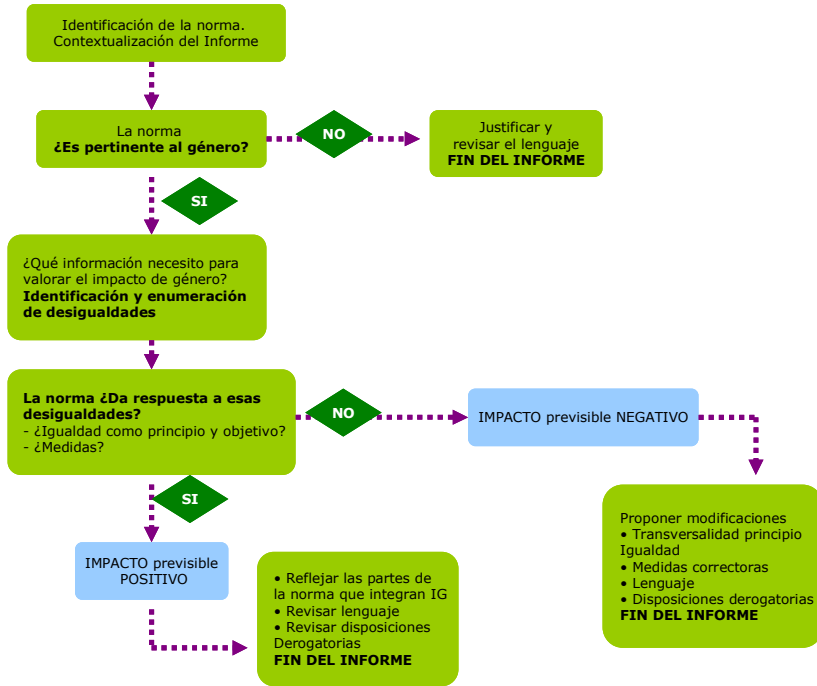 Identificación de la norma.
Contextualización del Informe
La norma
¿Es pertinente al género?
NO
Justificar y
revisar el lenguaje
FIN DEL INFORME
SI
¿Qué información necesito para
valorar el impacto de género?
Identificación y enumeración
de desigualdades
La norma ¿Da respuesta a esas
desigualdades?
- ¿Igualdad como principio y objetivo?
- ¿Medidas?
NO
IMPACTO previsible NEGATIVO
SI
Proponer modificaciones
• Transversalidad principio
Igualdad
• Medidas correctoras
• Lenguaje
• Disposiciones derogatorias
FIN DEL INFORME
IMPACTO previsible
POSITIVO
• Reflejar las partes de
la norma que integran IG
• Revisar lenguaje
• Revisar disposiciones
Derogatorias
FIN DEL INFORME